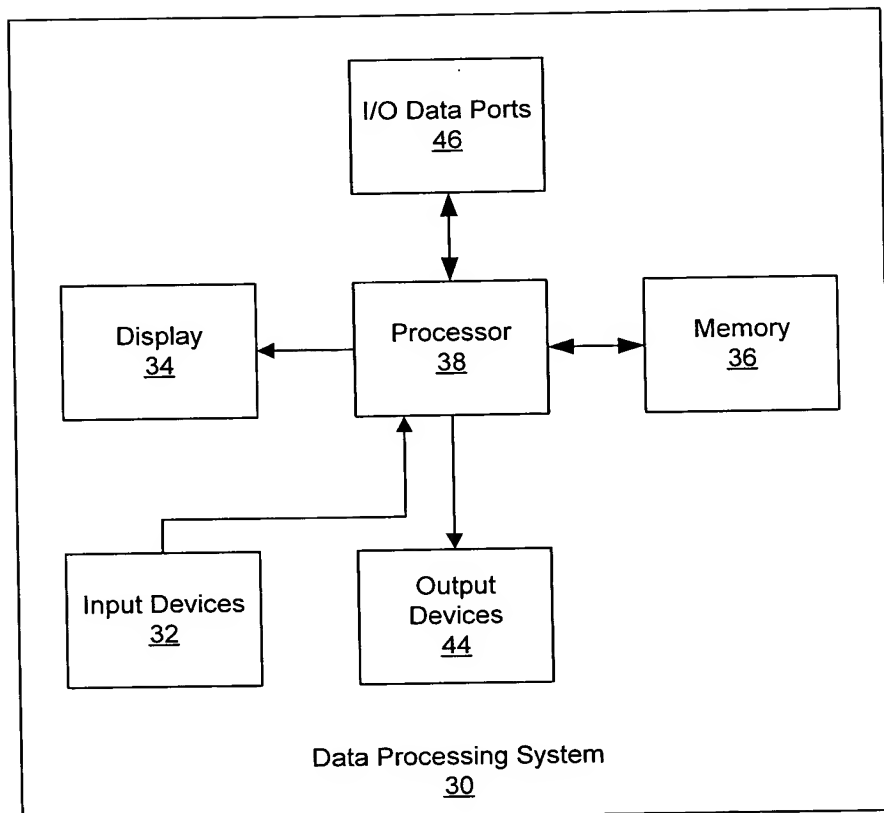 I/O Data Ports
46
Display
34
Processor
38
Memory
36
Input Devices
32
Output
Devices
44
Data Processing System
30